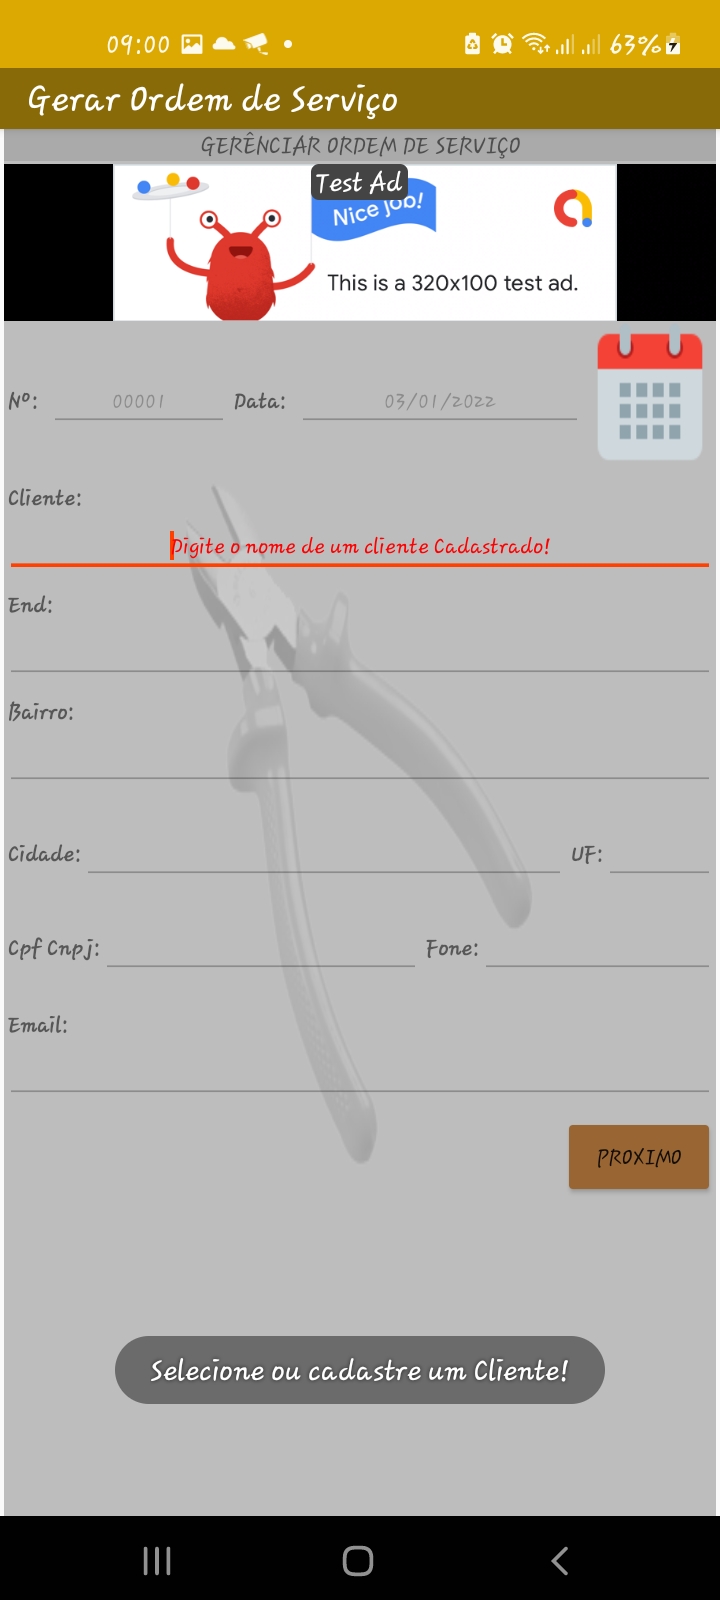 09:00 63%
Gerar Ordem de Serviço
GERÊNCIAR ORDEM DE SERVIÇO
Test Ad
Nice job!
This is a 320x100 test ad.
Nº: 00001 Data: 03/01/2022
Cliente:
Digite o nome de um cliente Cadastrado!
End:
Bairro:
Cidade: UF:
Cpf Cnpj: Fone:
Email:
PROXIMO
Selecione ou cadastre um Cliente!